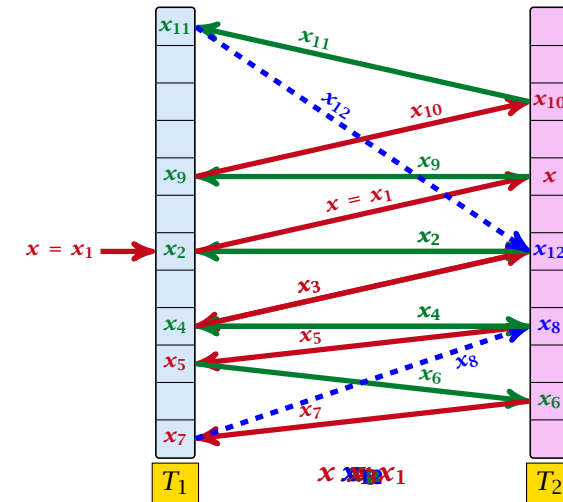 x₁₁
x₁₁
x₁₂
x₁₀
x₁₀
x₉
x₉
x
x = x₁
x = x₁
x₂
x₂
x₁₂
x₃
x₄
x₄
x₈
x₅
x₅
x₈
x₆
x₆
x₇
x₇
T₁
x
x₁
T₂